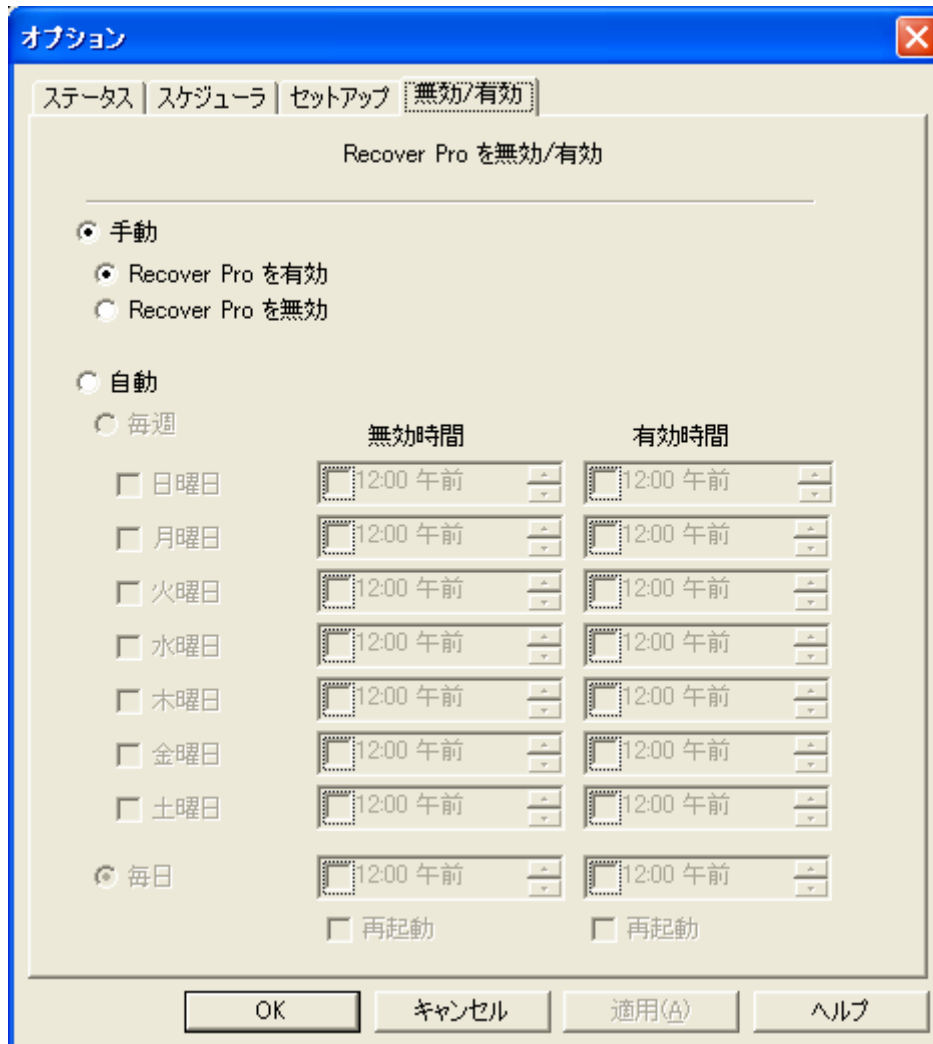 オプション
ステータス スケジューラ セットアップ 無効/有効
Recover Pro を無効/有効
手動
Recover Pro を有効
Recover Pro を無効
自動
毎週 無効時間 有効時間
日曜日 12:00 午前 12:00 午前
月曜日 12:00 午前 12:00 午前
火曜日 12:00 午前 12:00 午前
水曜日 12:00 午前 12:00 午前
木曜日 12:00 午前 12:00 午前
金曜日 12:00 午前 12:00 午前
土曜日 12:00 午前 12:00 午前
毎日 12:00 午前 12:00 午前
再起動 再起動
OK キャンセル 適用(A) ヘルプ